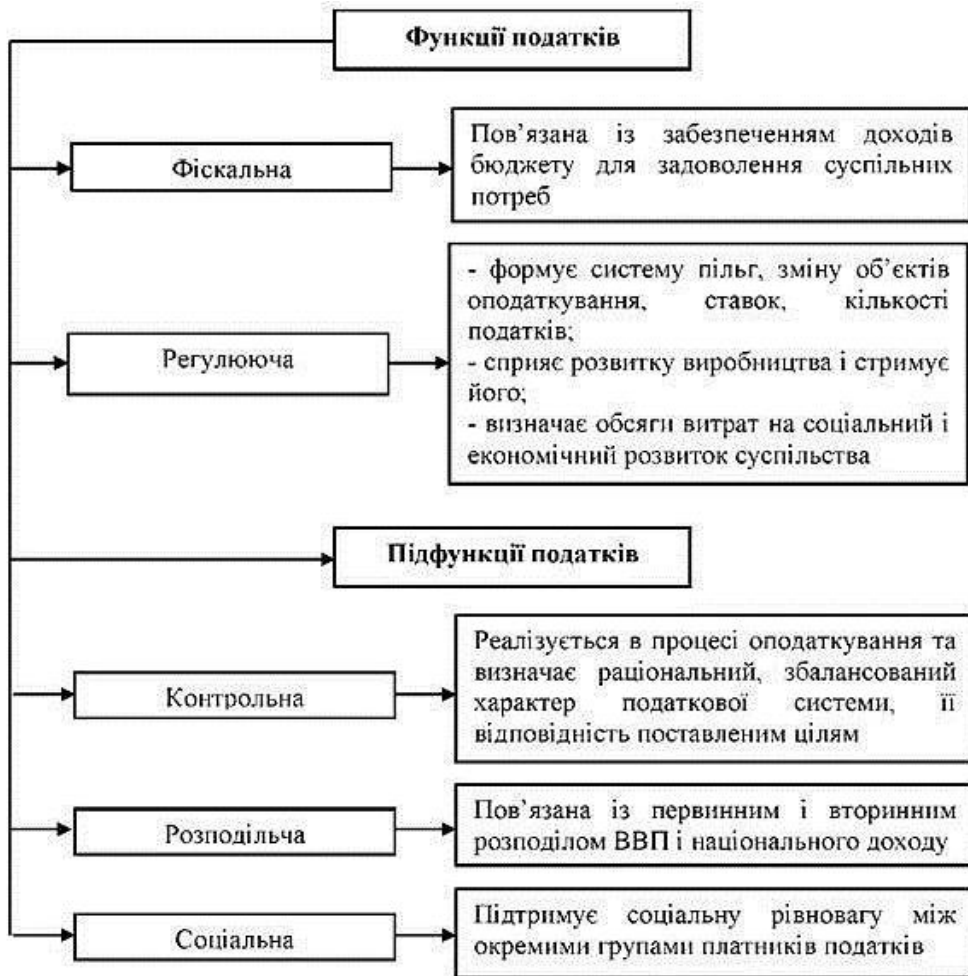 Функції податків
Фіскальна
Пов’язана із забезпеченням доходів
бюджету для задоволення суспільних
потреб
Регулююча
- формує систему пільг, зміну об’єктів
оподаткування, ставок, кількості
податків;
- сприяє розвитку виробництва і стримує
його;
- визначає обсяги витрат на соціальний і
економічний розвиток суспільства
Підфункції податків
Контрольна
Реалізується в процесі оподаткування та
визначає раціональний, збалансований
характер податкової системи, її
відповідність поставленим цілям
Розподільча
Пов’язана із первинним і вторинним
розподілом ВВП і національного доходу
Соціальна
Підтримує соціальну рівновагу між
окремими групами платників податків